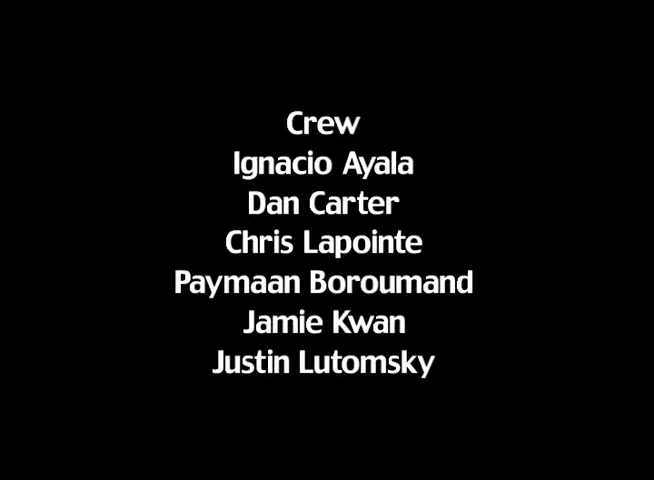 Crew
Ignacio Ayala
Dan Carter
Chris Lapointe
Paymaan Boroumand
Jamie Kwan
Justin Lutomsky